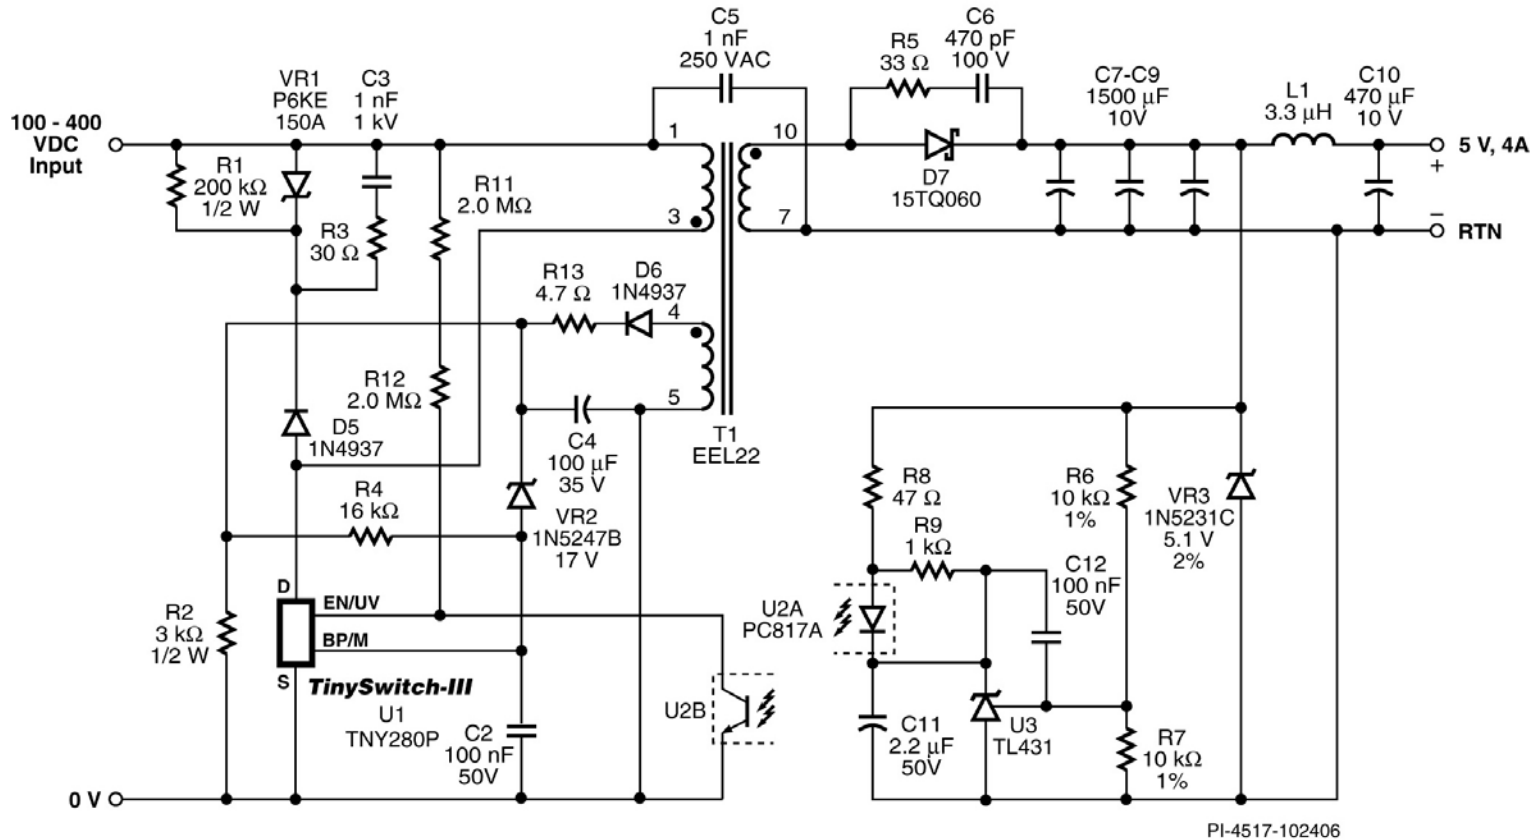 C5
1 nF
250 VAC
R5
33 Ω
C6
470 pF
100 V
VR1
P6KE
150A
C3
1 nF
1 kV
C7-C9
1500 µF
10V
L1
3.3 µH
C10
470 µF
10 V
100 - 400
VDC
Input
1
10
5 V, 4A
+
R1
200 kΩ
1/2 W
R11
2.0 MΩ
D7
15TQ060
3
7
–
RTN
R3
30 Ω
R13
4.7 Ω
D6
1N4937
4
R12
2.0 MΩ
5
D5
1N4937
C4
100 µF
35 V
T1
EEL22
R4
16 kΩ
VR2
1N5247B
17 V
R8
47 Ω
R6
10 kΩ
1%
VR3
1N5231C
5.1 V
2%
R9
1 kΩ
C12
100 nF
50V
D
EN/UV
BP/M
S
R2
3 kΩ
1/2 W
U2A
PC817A
TinySwitch-III
U1
TNY280P
C2
100 nF
50V
U2B
C11
2.2 µF
50V
U3
TL431
R7
10 kΩ
1%
0 V
PI-4517-102406